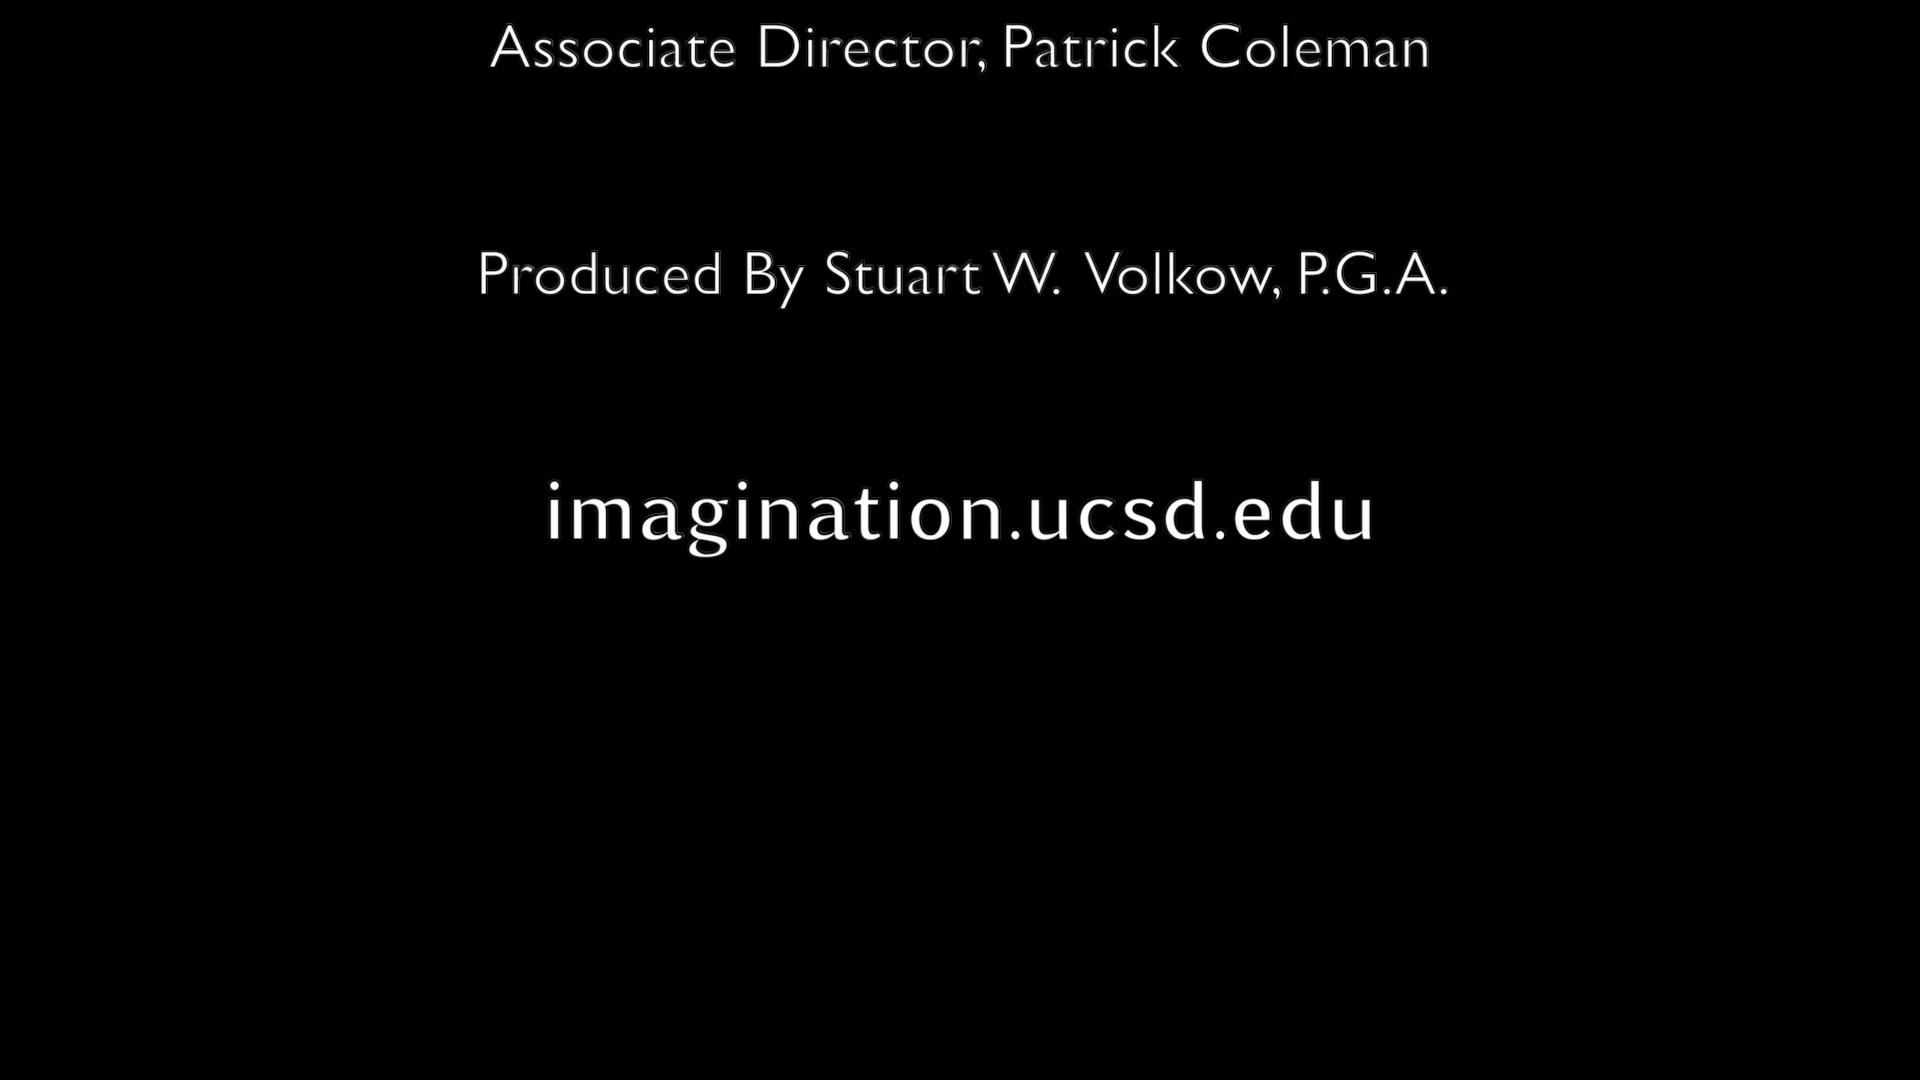 Associate Director, Patrick Coleman
Produced By Stuart W. Volkow, P.G.A.
imagination.ucsd.edu